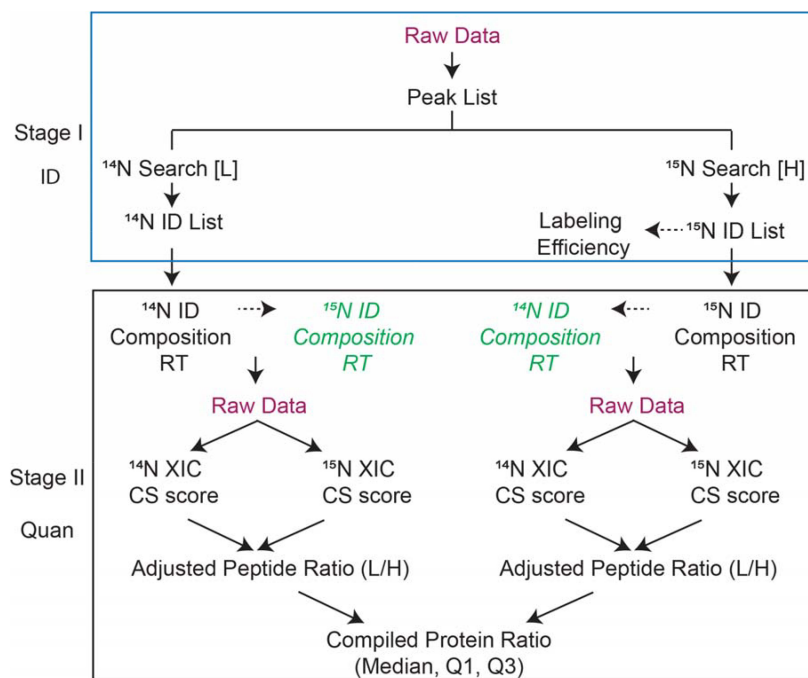 Raw Data
Peak List
Stage I
ID
¹⁴N Search [L]
¹⁵N Search [H]
¹⁴N ID List
Labeling
Efficiency
¹⁵N ID List
¹⁴N ID
Composition
RT
¹⁵N ID
Composition
RT
¹⁴N ID
Composition
RT
¹⁵N ID
Composition
RT
Raw Data
Raw Data
Stage II
Quan
¹⁴N XIC
CS score
¹⁵N XIC
CS score
¹⁴N XIC
CS score
¹⁵N XIC
CS score
Adjusted Peptide Ratio (L/H)
Adjusted Peptide Ratio (L/H)
Compiled Protein Ratio
(Median, Q1, Q3)